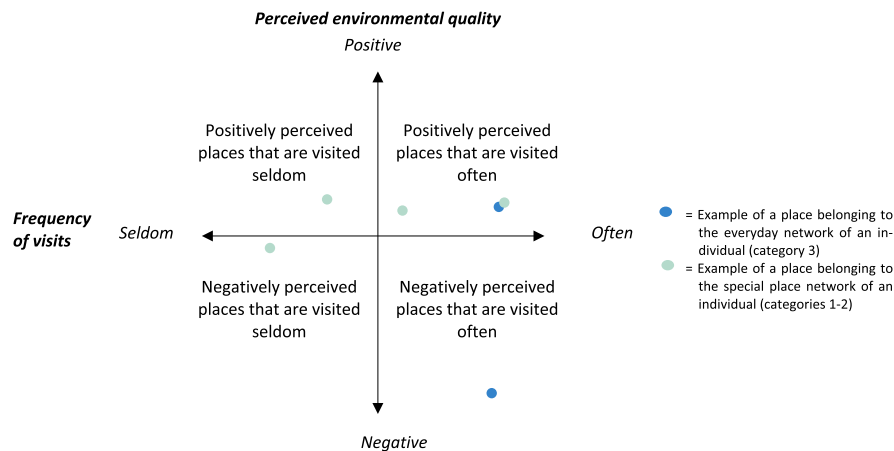 Perceived environmental quality
Positive
Positively perceived
places that are visited
seldom
Positively perceived
places that are visited
often
Frequency
of visits
Seldom
Often
Negatively perceived
places that are visited
seldom
Negatively perceived
places that are visited
often
Negative
= Example of a place belonging to
the everyday network of an in-
dividual (category 3)
= Example of a place belonging to
the special place network of an
individual (categories 1-2)